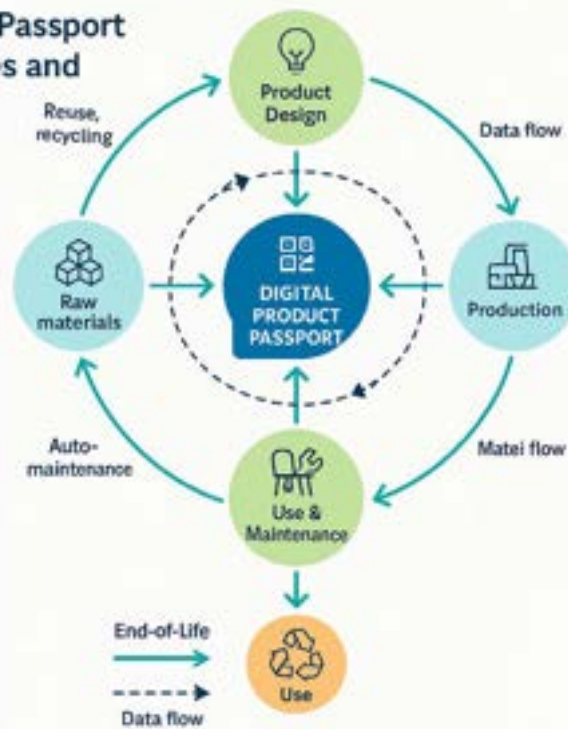 Passport
es and
Product
Design
Reuse,
recycling
Data flow
Raw
materials
DIGITAL
PRODUCT
PASSPORT
Production
Auto-
maintenance
Matei flow
Use &
Maintenance
End-of-Life
Data flow
Use